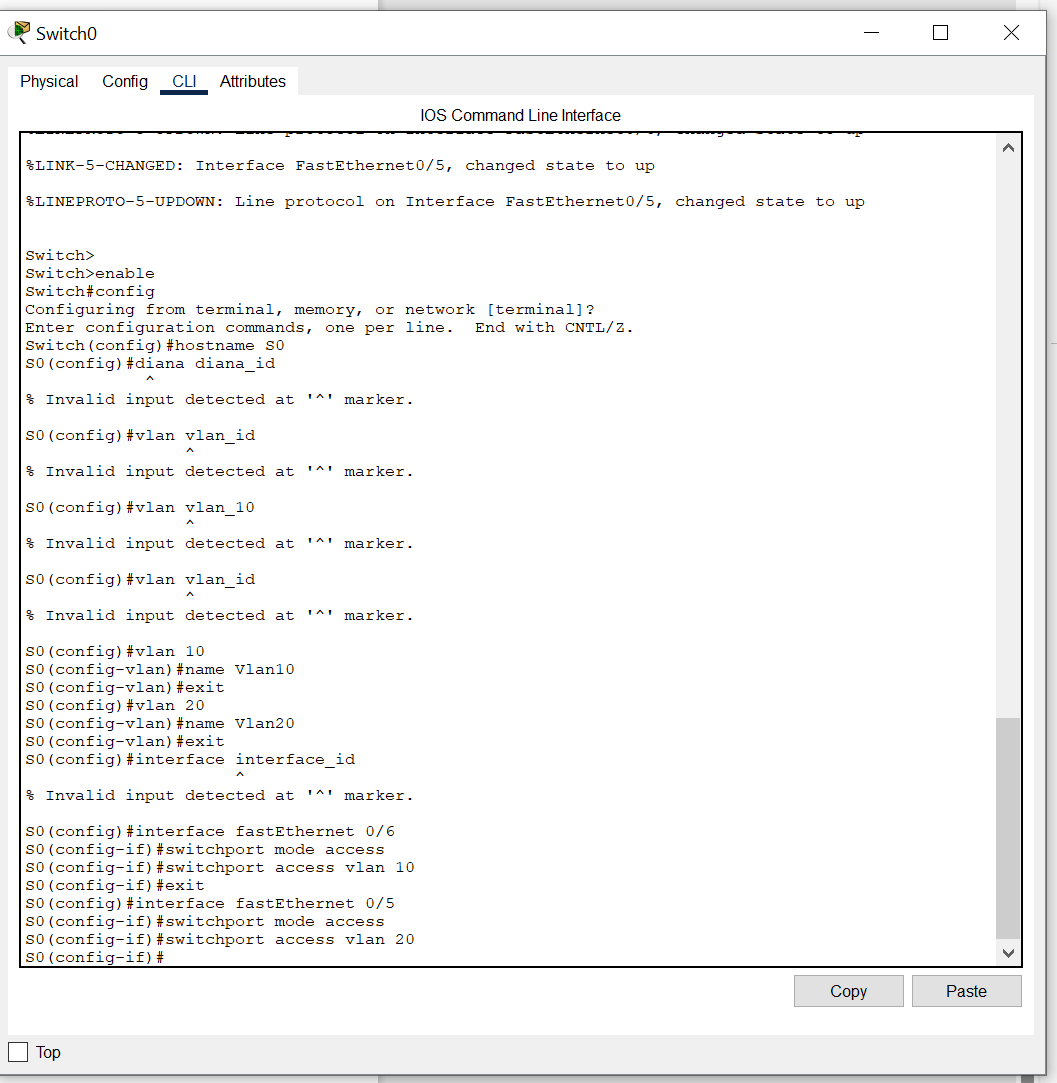 Switch0
Physical Config CLI Attributes
IOS Command Line Interface
%LINK-5-CHANGED: Interface FastEthernet0/5, changed state to up
%LINEPROTO-5-UPDOWN: Line protocol on Interface FastEthernet0/5, changed state to up
Switch>
Switch>enable
Switch#config
Configuring from terminal, memory, or network [terminal]?
Enter configuration commands, one per line.  End with CNTL/Z.
Switch(config)#hostname S0
S0(config)#diana diana_id
^
% Invalid input detected at '^' marker.
S0(config)#vlan vlan_id
^
% Invalid input detected at '^' marker.
S0(config)#vlan vlan_10
^
% Invalid input detected at '^' marker.
S0(config)#vlan vlan_id
^
% Invalid input detected at '^' marker.
S0(config)#vlan 10
S0(config-vlan)#name Vlan10
S0(config-vlan)#exit
S0(config)#vlan 20
S0(config-vlan)#name Vlan20
S0(config-vlan)#exit
S0(config)#interface interface_id
^
% Invalid input detected at '^' marker.
S0(config)#interface fastEthernet 0/6
S0(config-if)#switchport mode access
S0(config-if)#switchport access vlan 10
S0(config-if)#exit
S0(config)#interface fastEthernet 0/5
S0(config-if)#switchport mode access
S0(config-if)#switchport access vlan 20
S0(config-if)#
Copy Paste
Top